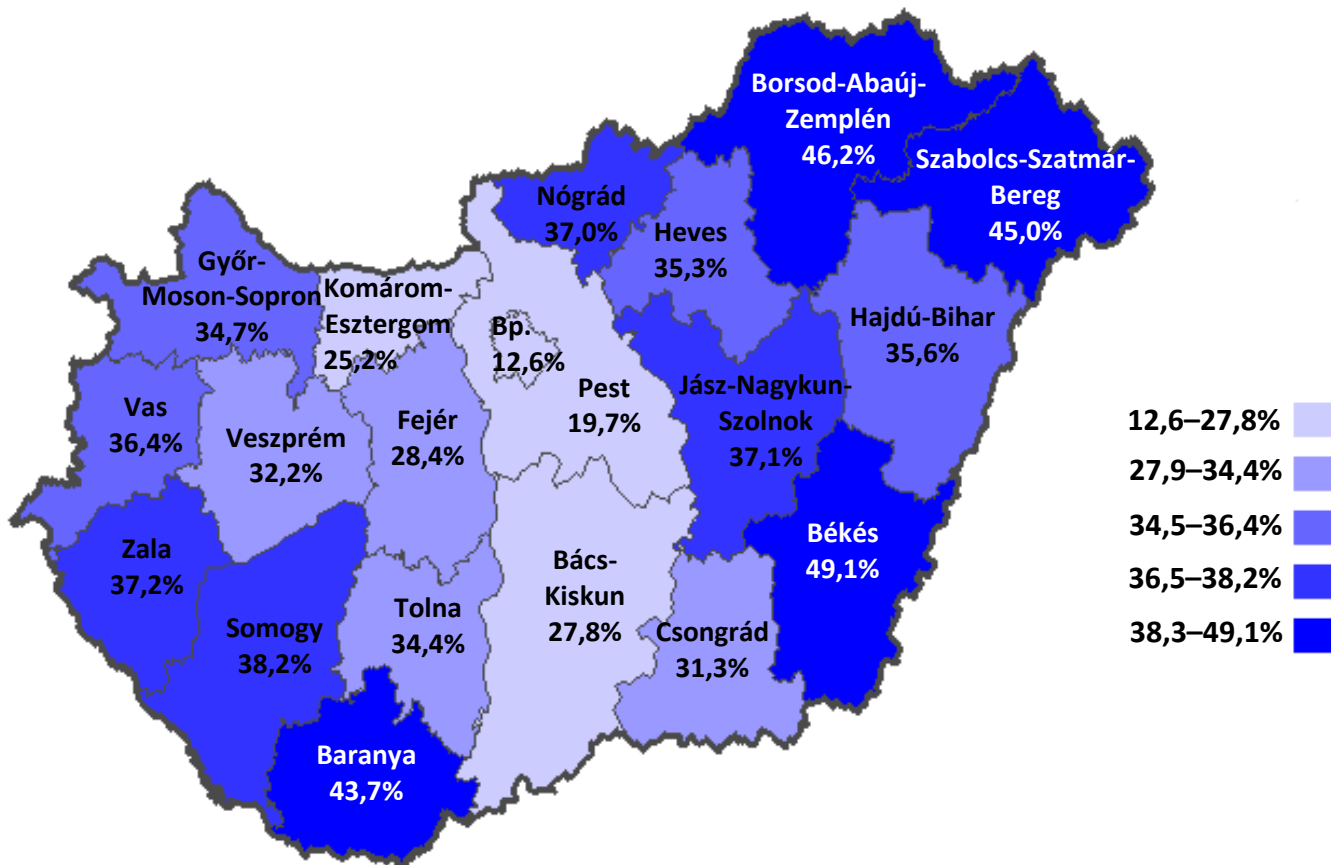 Borsod-Abaúj-
Zemplén
46,2%
Szabolcs-Szatmár-
Bereg
45,0%
Nógrád
37,0%
Heves
35,3%
Győr-
Moson-Sopron
34,7%
Komárom-
Esztergom
25,2%
Bp.
12,6%
Hajdú-Bihar
35,6%
Pest
19,7%
Jász-Nagykun-
Szolnok
37,1%
Vas
36,4%
Veszprém
32,2%
Fejér
28,4%
Zala
37,2%
Somogy
38,2%
Tolna
34,4%
Bács-
Kiskun
27,8%
Csongrád
31,3%
Békés
49,1%
Baranya
43,7%
12,6–27,8%
27,9–34,4%
34,5–36,4%
36,5–38,2%
38,3–49,1%